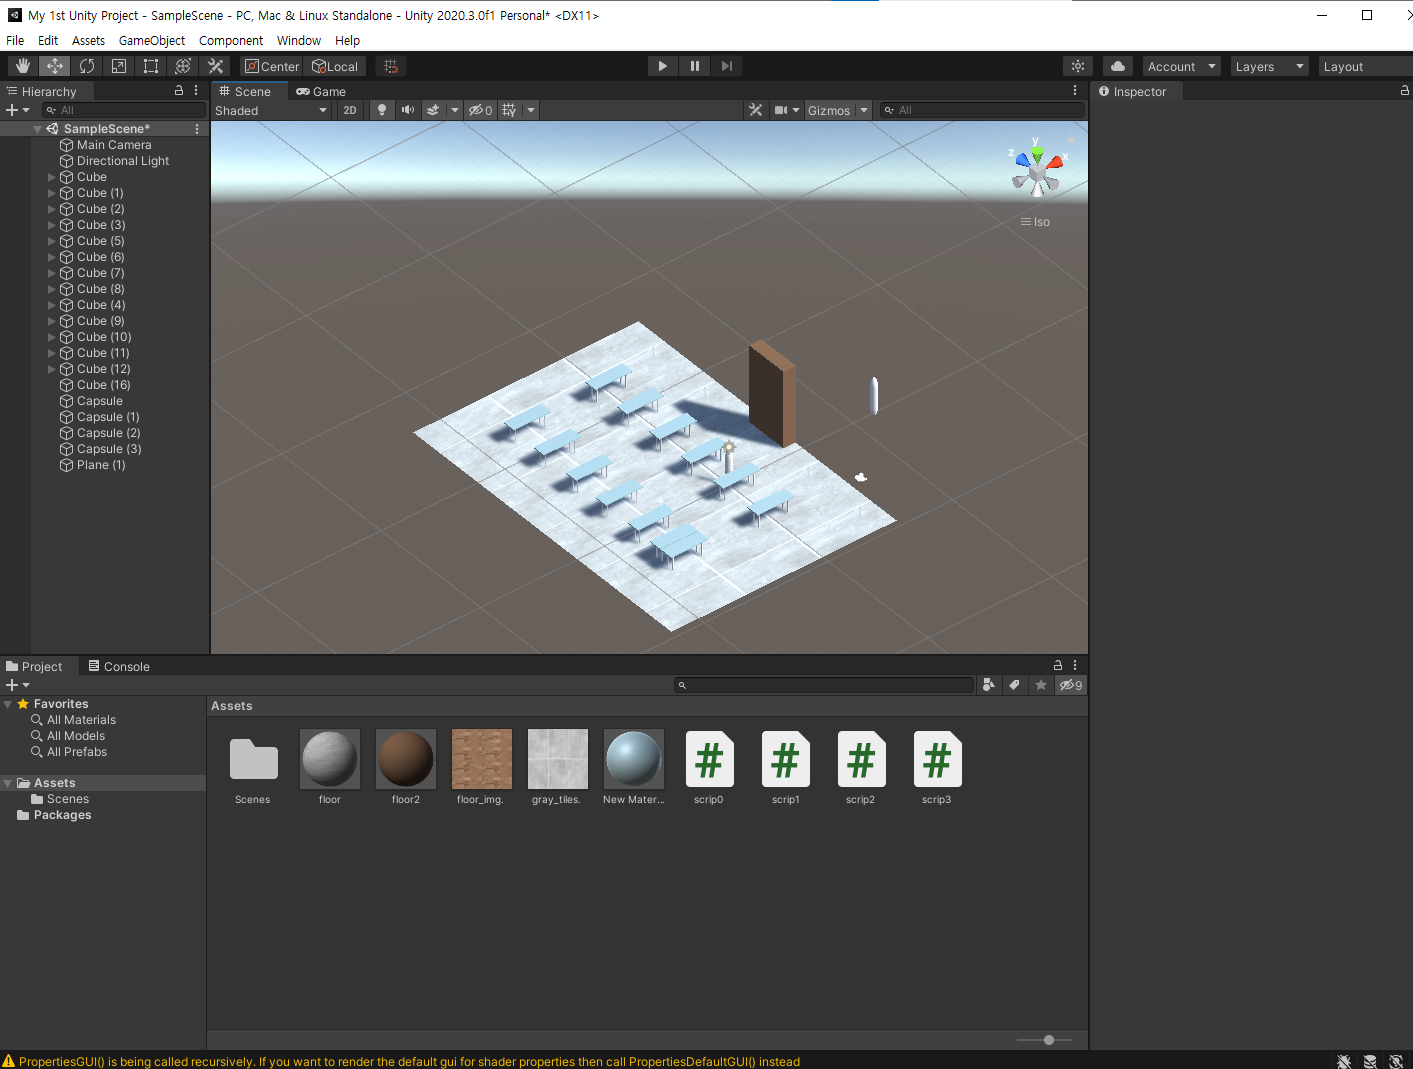 My 1st Unity Project - SampleScene - PC, Mac & Linux Standalone - Unity 2020.3.0f1 Personal* <DX11>
File Edit Assets GameObject Component Window Help
Center Local Account Layers Layout
Hierarchy
All
SampleScene*
Main Camera
Directional Light
Cube
Cube (1)
Cube (2)
Cube (3)
Cube (5)
Cube (6)
Cube (7)
Cube (8)
Cube (4)
Cube (9)
Cube (10)
Cube (11)
Cube (12)
Cube (16)
Capsule
Capsule (1)
Capsule (2)
Capsule (3)
Plane (1)
Scene Game
Shaded 2D 0 Gizmos All
y
z x
Iso
Inspector
Project Console
9
Favorites
All Materials
All Models
All Prefabs
Assets
Scenes
Packages
Assets
Scenes floor floor2 floor_img. gray_tiles. New Mater... scrip0 scrip1 scrip2 scrip3
PropertiesGUI() is being called recursively. If you want to render the default gui for shader properties then call PropertiesDefaultGUI() instead